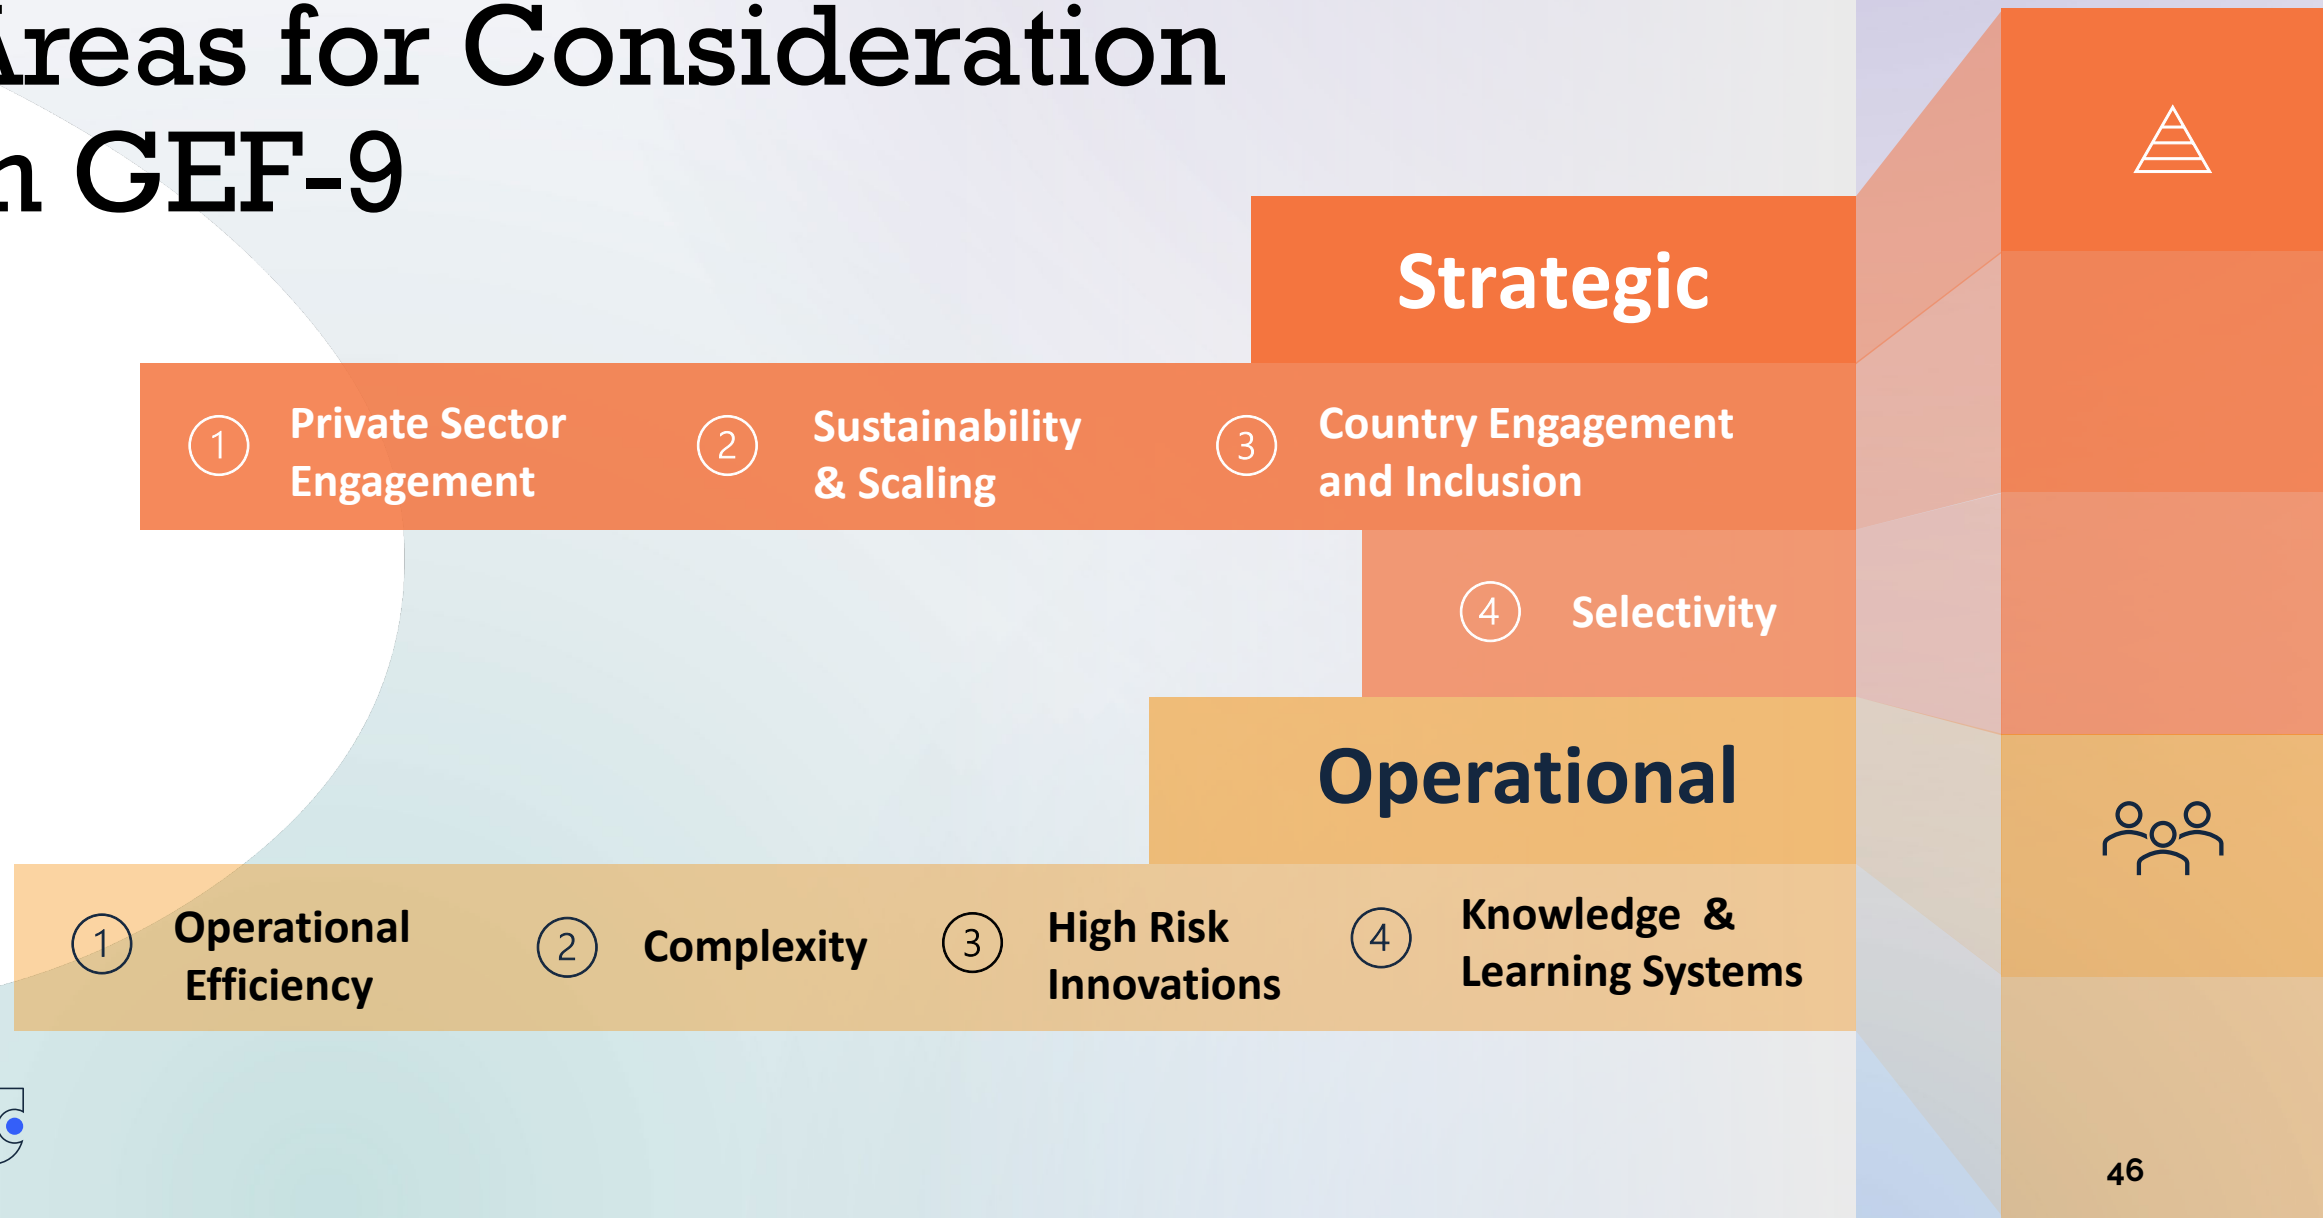 Areas for Consideration
n GEF-9
Strategic
1 Private Sector
Engagement
2 Sustainability
& Scaling
3 Country Engagement
and Inclusion
4 Selectivity
Operational
1 Operational
Efficiency
2 Complexity
3 High Risk
Innovations
4 Knowledge &
Learning Systems
46